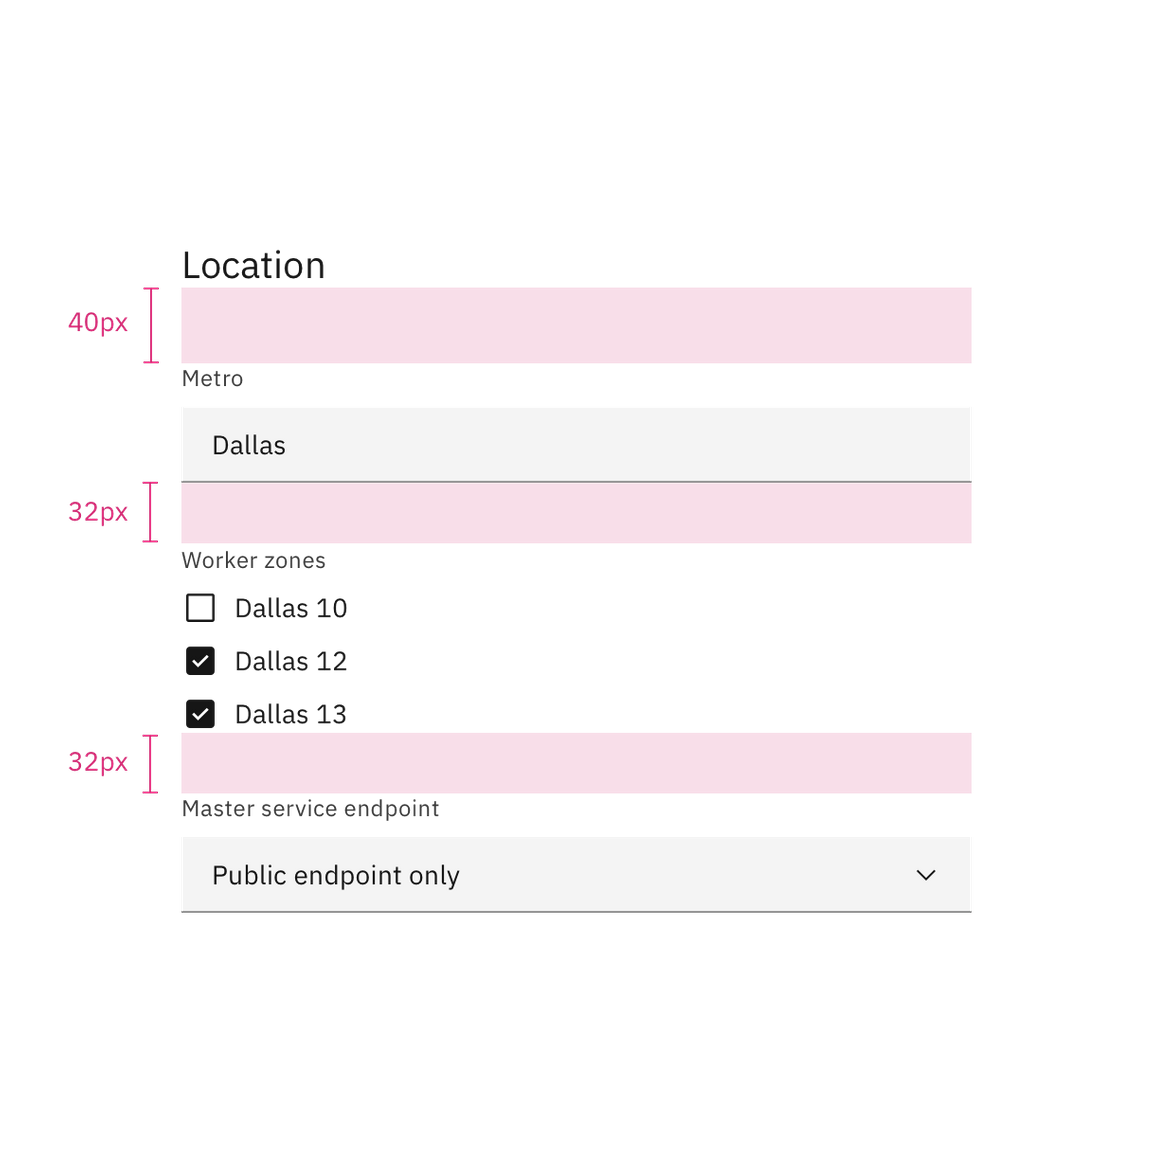 Location
40px
Metro
Dallas
32px
Worker zones
Dallas 10
Dallas 12
Dallas 13
32px
Master service endpoint
Public endpoint only